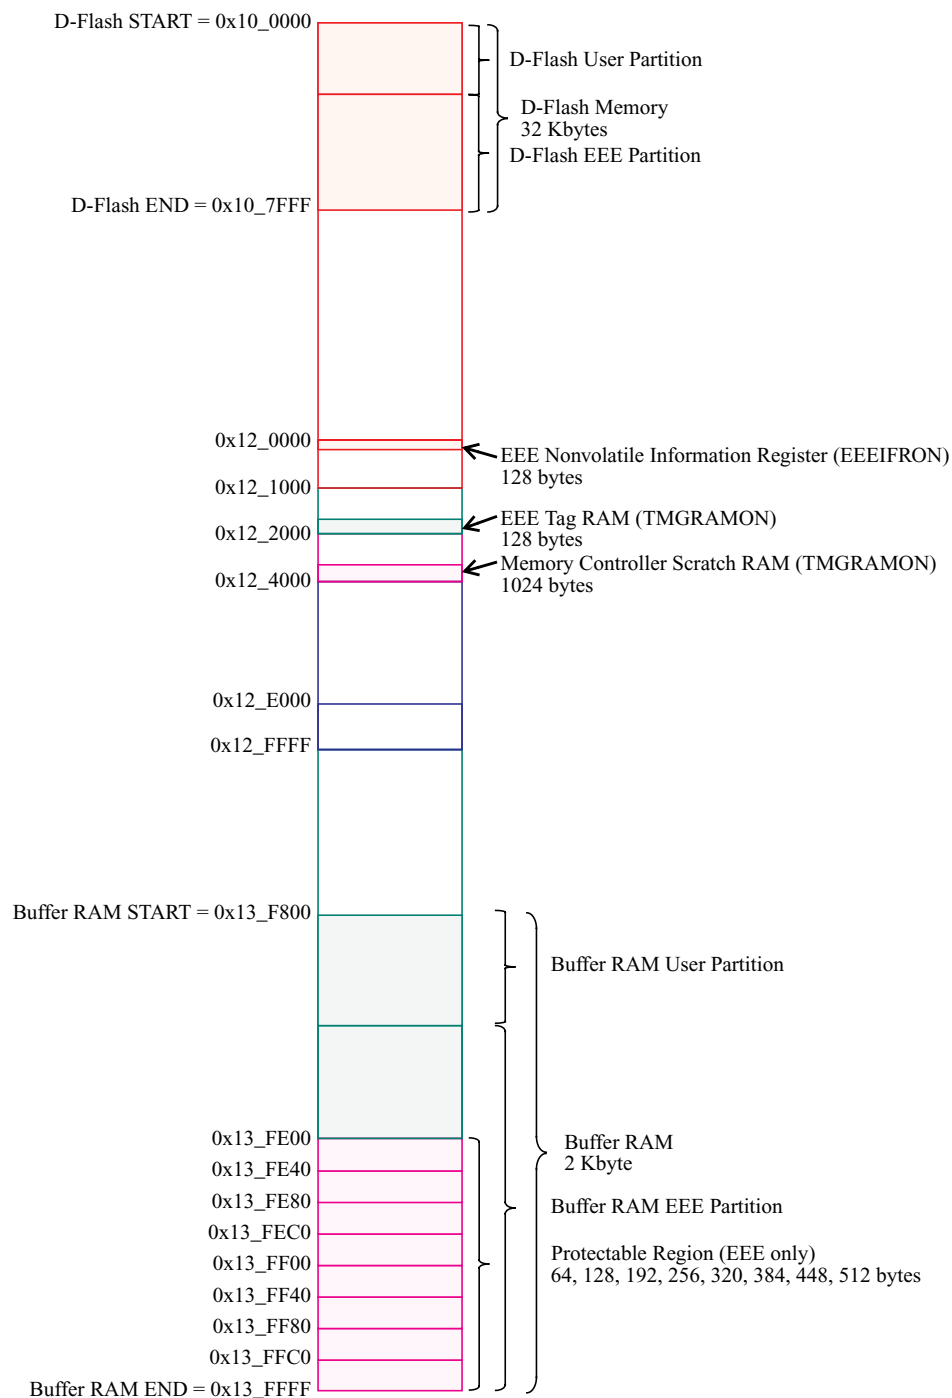 D-Flash START = 0x10_0000
D-Flash User Partition
D-Flash Memory
32 Kbytes
D-Flash EEE Partition
D-Flash END = 0x10_7FFF
0x12_0000
EEE Nonvolatile Information Register (EEEIFRON)
128 bytes
0x12_1000
EEE Tag RAM (TMGRAMON)
128 bytes
0x12_2000
Memory Controller Scratch RAM (TMGRAMON)
1024 bytes
0x12_4000
0x12_E000
0x12_FFFF
Buffer RAM START = 0x13_F800
Buffer RAM User Partition
0x13_FE00
Buffer RAM
2 Kbyte
0x13_FE40
0x13_FE80
Buffer RAM EEE Partition
0x13_FEC0
Protectable Region (EEE only)
64, 128, 192, 256, 320, 384, 448, 512 bytes
0x13_FF00
0x13_FF40
0x13_FF80
0x13_FFC0
Buffer RAM END = 0x13_FFFF